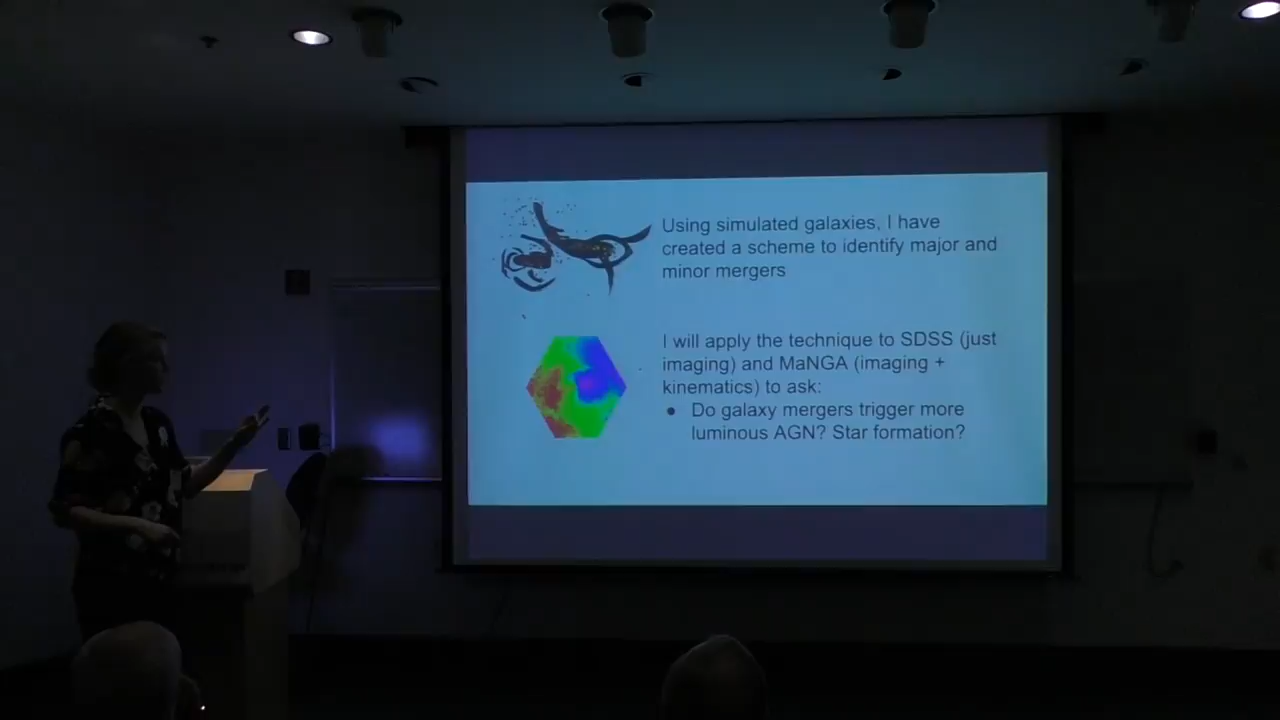 Using simulated galaxies, I have
created a scheme to identify major and
minor mergers
I will apply the technique to SDSS (just
imaging) and MaNGA (imaging +
kinematics) to ask:
● Do galaxy mergers trigger more
luminous AGN? Star formation?